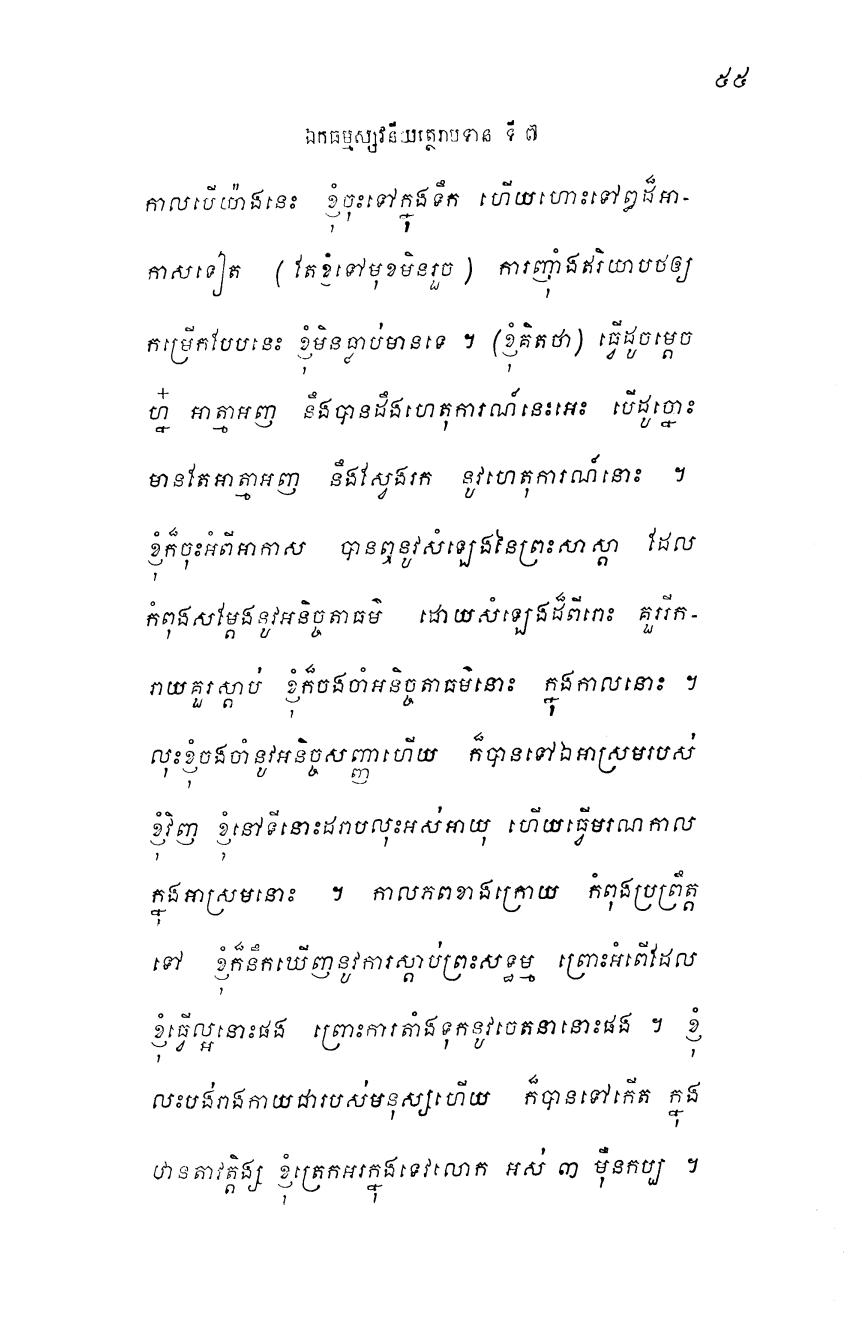 ៥៥
ឯកធម្មស្សវនិយត្ថេរាបទាន ទី ៧
កាលបើយ៉ាងនេះ ខ្ញុំចុះទៅក្នុងទឹក ហើយហោះទៅឰដ៏អា-
កាសទៀត (តែខ្ញុំទៅមុខមិនរួច) ការញ៉ាំងឥរិយាបថឲ្យ
កម្រើកបែបនេះ ខ្ញុំមិនធ្លាប់មានទេ ។ (ខ្ញុំគិតថា) ធ្វើដូចម្តេច
ហ្ន៎ អាត្មាអញ នឹងបានដឹងហេតុការណ៍នេះអេះ បើដូច្នោះ
មានតែអាត្មាអញ នឹងស្វែងរក នូវហេតុការណ៍នោះ ។
ខ្ញុំក៏ចុះអំពីអាកាស បានឮនូវសំឡេងនៃព្រះសាស្តា ដែល
កំពុងសម្តែងនូវអនិច្ចតាធម៌ ដោយសំឡេងដ៏ពីរោះ គួររីក-
រាយគួរស្តាប់ ខ្ញុំក៏ចងចាំអនិច្ចតាធម៌នោះ ក្នុងកាលនោះ ។
លុះខ្ញុំចងចាំនូវអនិច្ចសញ្ញាហើយ ក៏បានទៅឯអាស្រមរបស់
ខ្ញុំវិញ ខ្ញុំនៅទីនោះដរាបលុះអស់អាយុ ហើយធ្វើមរណកាល
ក្នុងអាស្រមនោះ ។ កាលភពខាងក្រោយ កំពុងប្រព្រឹត្ត
ទៅ ខ្ញុំក៏នឹកឃើញនូវការស្តាប់ព្រះសទ្ធម្ម ព្រោះអំពើដែល
ខ្ញុំធ្វើល្អនោះផង ព្រោះការតាំងទុកនូវចេតនានោះផង ។ ខ្ញុំ
លះបង់រាងកាយជារបស់មនុស្សហើយ ក៏បានទៅកើត ក្នុង
ឋានតាវត្តិង្ស ខ្ញុំត្រេកអរក្នុងទេវលោក អស់ ៣ ម៉ឺនកប្ប ។